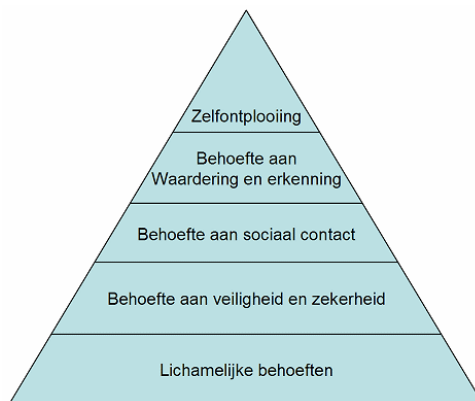 Zelfontplooiing
Behoefte aan
Waardering en erkenning
Behoefte aan sociaal contact
Behoefte aan veiligheid en zekerheid
Lichamelijke behoeften